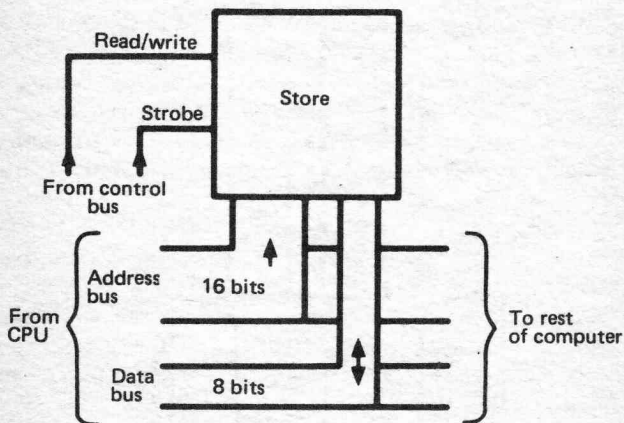 Read/write
Store
Strobe
From control
bus
Address
bus
16 bits
From
CPU
To rest
of computer
Data
bus
8 bits